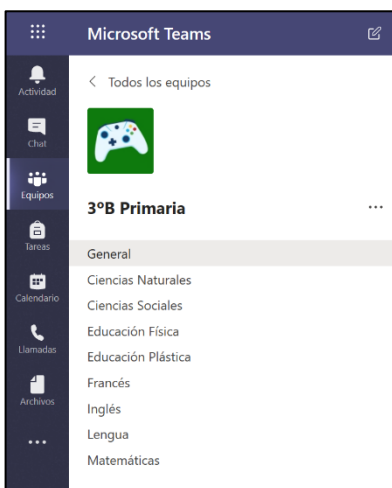 Microsoft Teams
Actividad
Chat
Equipos
Tareas
Calendario
Llamadas
Archivos
Todos los equipos
3ºB Primaria
General
Ciencias Naturales
Ciencias Sociales
Educación Física
Educación Plástica
Francés
Inglés
Lengua
Matemáticas